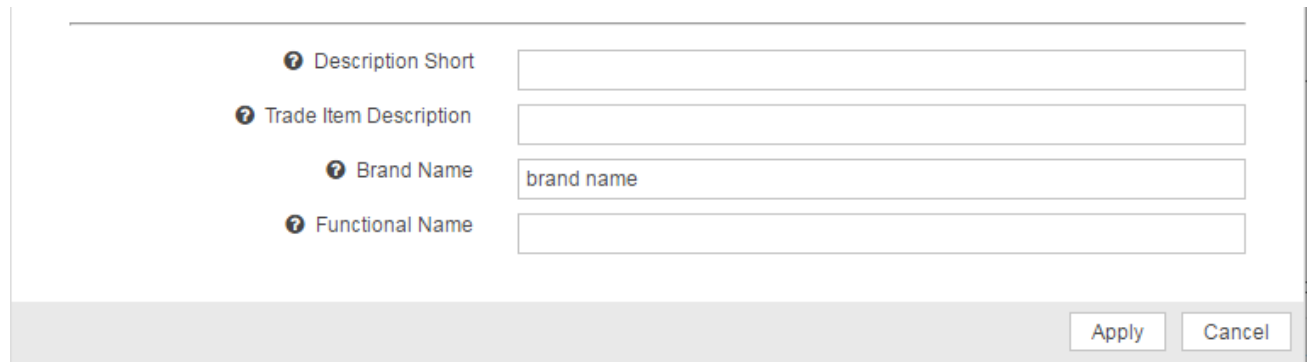 Description Short
Trade Item Description
Brand Name brand name
Functional Name
Apply Cancel